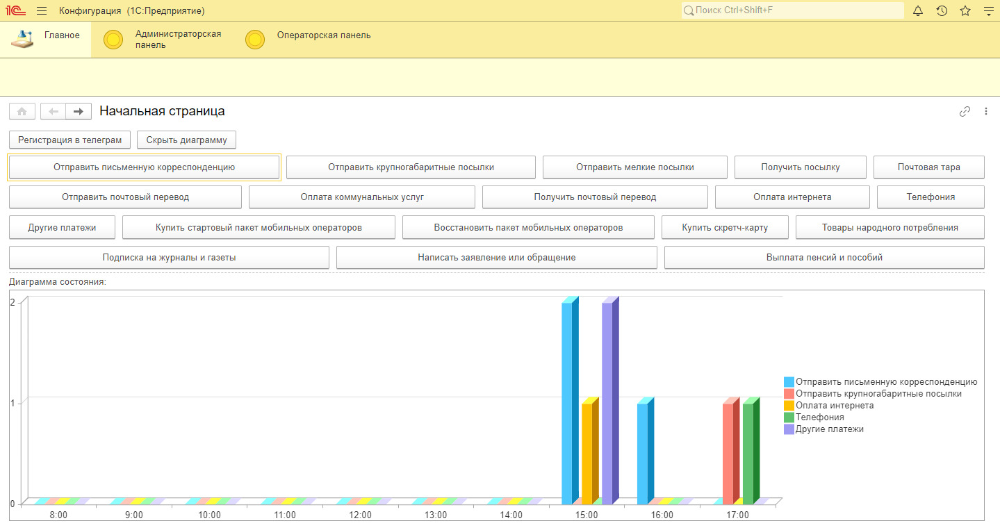 1С Конфигурация (1С:Предприятие) Поиск Ctrl+Shift+F
Главное Администраторская Операторская панель
панель
Начальная страница
Регистрация в телеграм Скрыть диаграмму
Отправить письменную корреспонденцию Отправить крупногабаритные посылки Отправить мелкие посылки Получить посылку Почтовая тара
Отправить почтовый перевод Оплата коммунальных услуг Получить почтовый перевод Оплата интернета Телефония
Другие платежи Купить стартовый пакет мобильных операторов Восстановить пакет мобильных операторов Купить скретч-карту Товары народного потребления
Подписка на журналы и газеты Написать заявление или обращение Выплата пенсий и пособий
Диаграмма состояния:
2
1
0
8:00 9:00 10:00 11:00 12:00 13:00 14:00 15:00 16:00 17:00
Отправить письменную корреспонденцию
Отправить крупногабаритные посылки
Оплата интернета
Телефония
Другие платежи